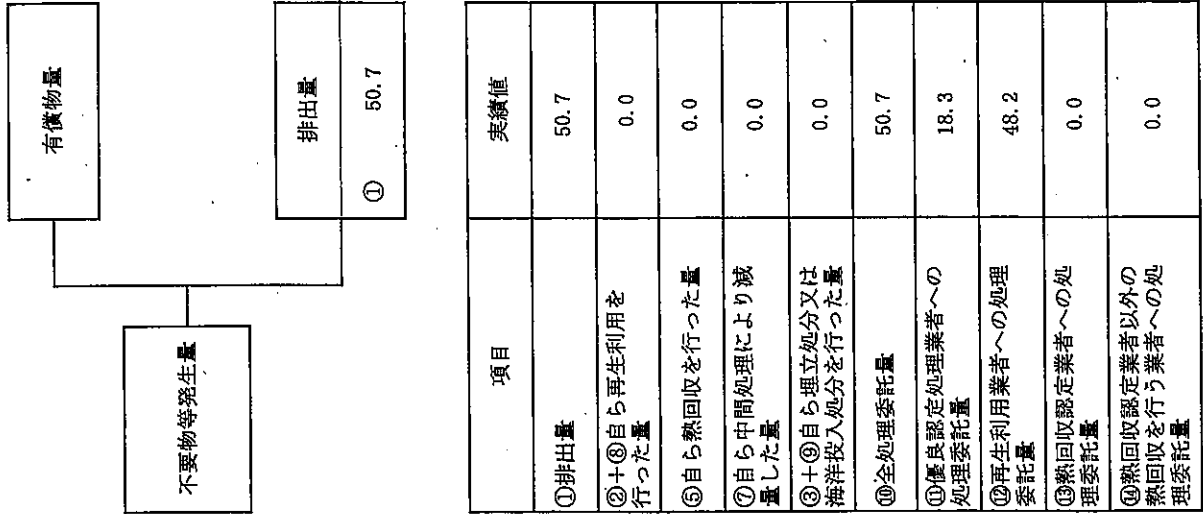 不要物等発生量
有償物量
排出量
① 50.7
項目 実績値
①排出量 50.7
②+⑧自ら再生利用を
行った量 0.0
⑤自ら熱回収を行った量 0.0
⑦自ら中間処理により減
量した量 0.0
③+⑨自ら埋立処分又は
海洋投入処分を行った量 0.0
⑩全処理委託量 50.7
⑪優良認定処理業者への
処理委託量 18.3
⑫再生利用業者への処理
委託量 48.2
⑬熱回収認定業者への処
理委託量 0.0
⑭熱回収認定業者以外の
熱回収を行う業者への処
理委託量 0.0